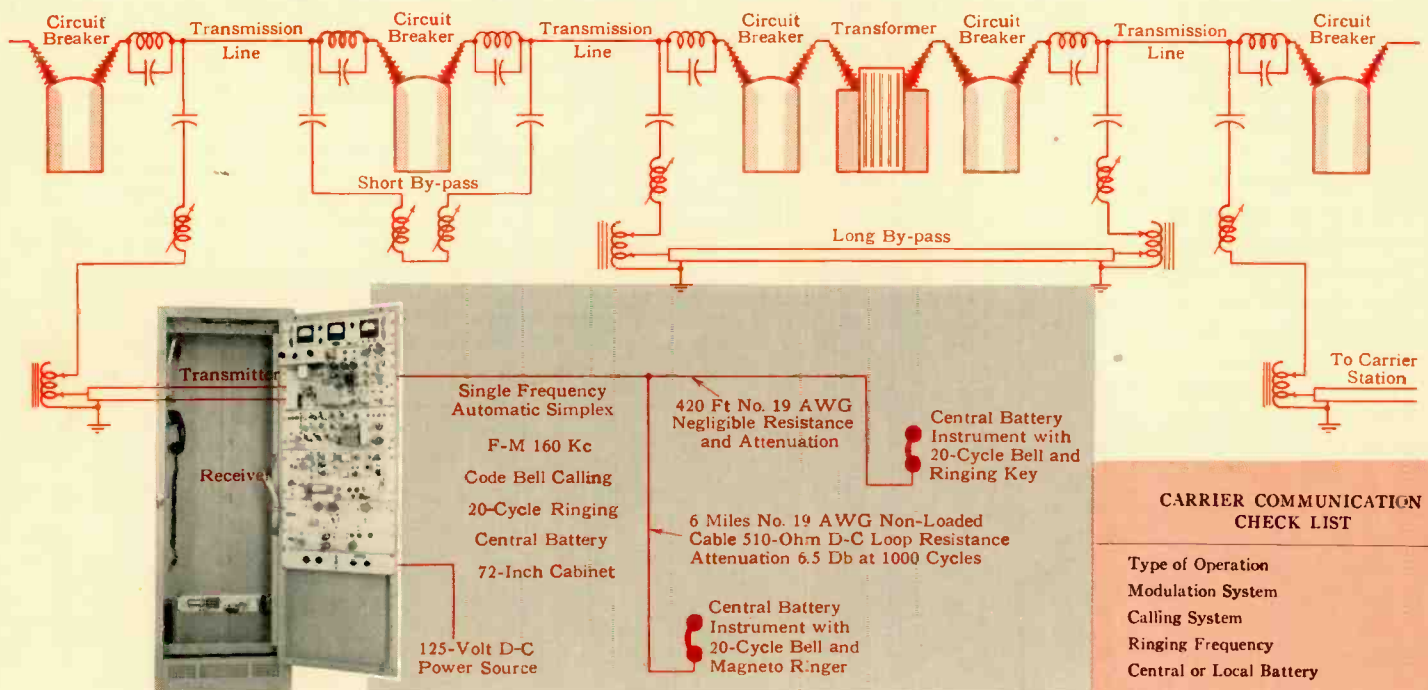 Circuit
Breaker
Transmission
Line
Circuit
Breaker
Transmission
Line
Circuit
Breaker
Transformer
Circuit
Breaker
Transmission
Line
Circuit
Breaker
Short By-pass
Long By-pass
Transmitter
Receiver
Single Frequency
Automatic Simplex
F-M 160 Kc
Code Bell Calling
20-Cycle Ringing
Central Battery
72-Inch Cabinet
125-Volt D-C
Power Source
420 Ft No. 19 AWG
Negligible Resistance
and Attenuation
Central Battery
Instrument with
20-Cycle Bell and
Ringing Key
6 Miles No. 19 AWG Non-Loaded
Cable 510-Ohm D-C Loop Resistance
Attenuation 6.5 Db at 1000 Cycles
Central Battery
Instrument with
20-Cycle Bell and
Magneto Ringer
To Carrier
Station
CARRIER COMMUNICATION
CHECK LIST
Type of Operation
Modulation System
Calling System
Ringing Frequency
Central or Local Battery